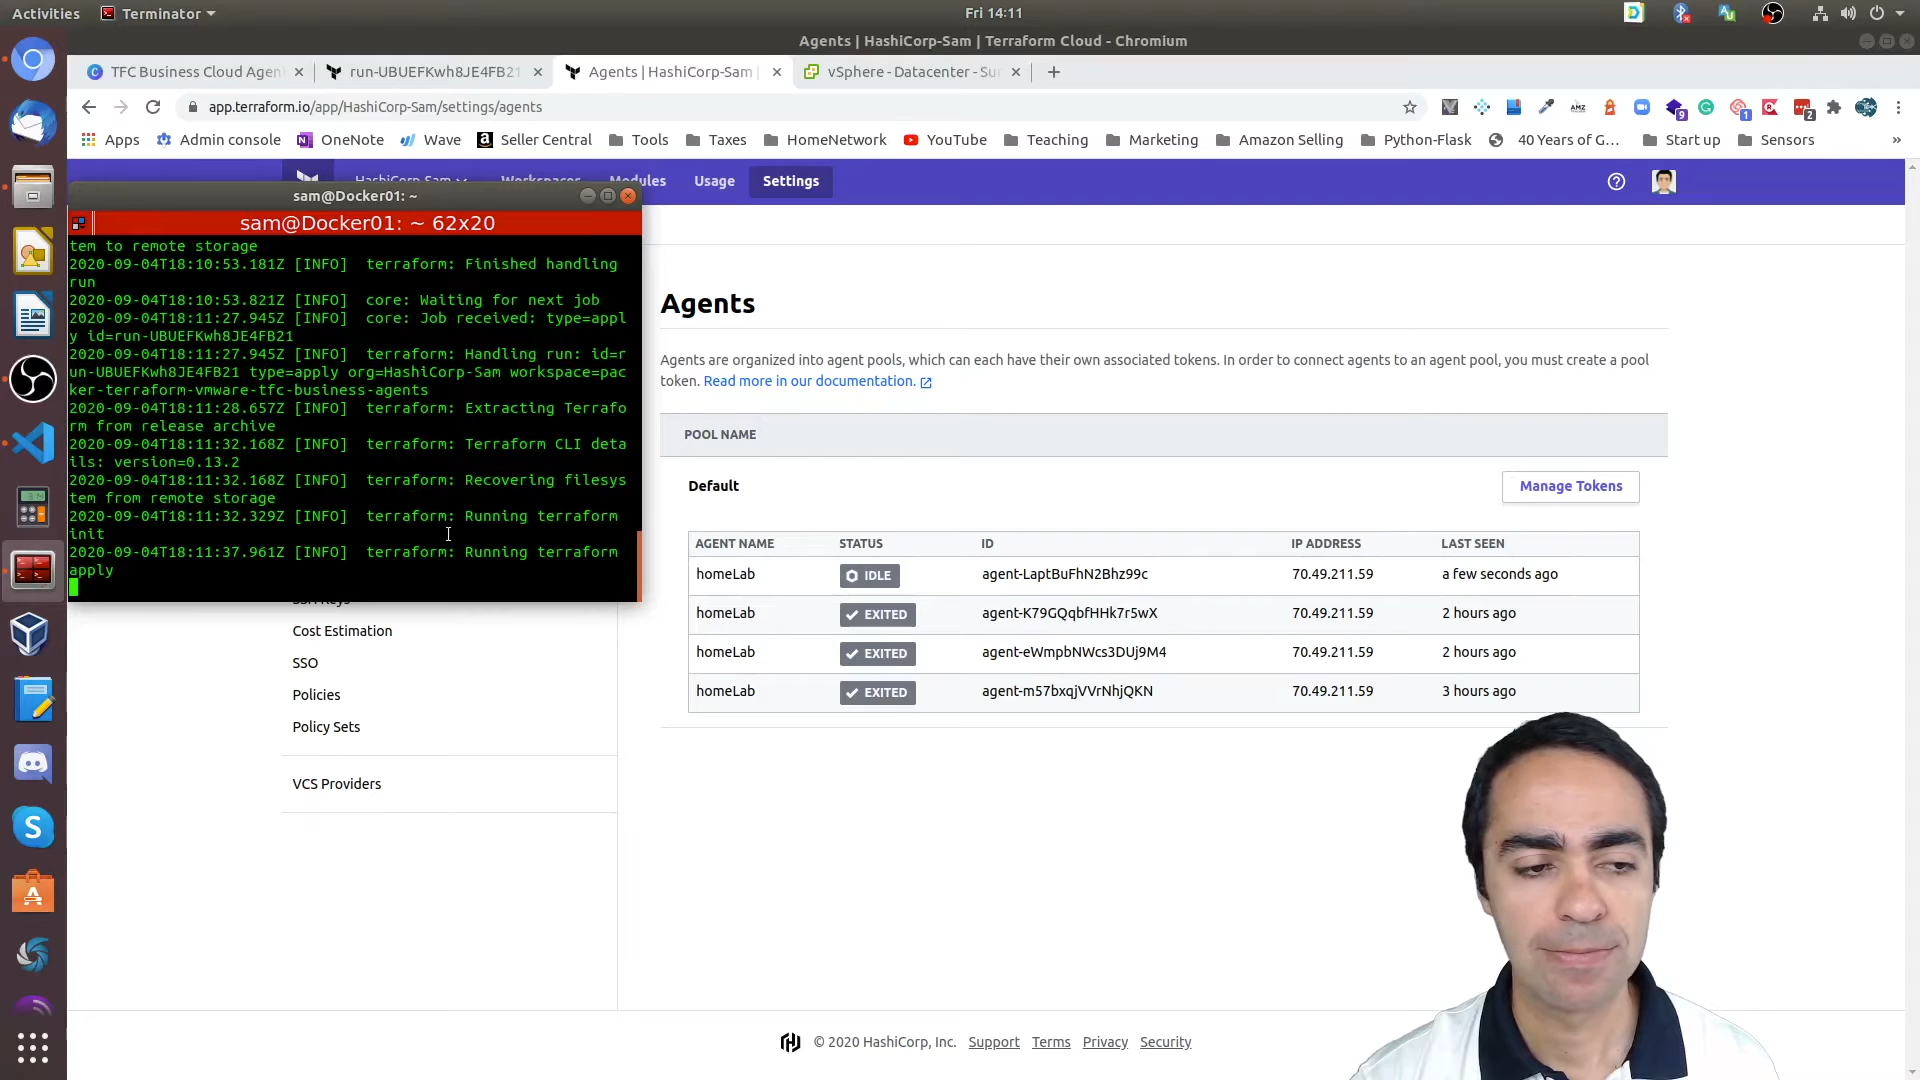 Activities
Terminator
Fri 14:11
Agents | HashiCorp-Sam | Terraform Cloud - Chromium
TFC Business Cloud Agen
run-UBUEFKwh8JE4FB21
Agents | HashiCorp-Sam |
vSphere - Datacenter - Su
app.terraform.io/app/HashiCorp-Sam/settings/agents
9
1
2
Apps
Admin console
OneNote
Wave
Seller Central
Tools
Taxes
HomeNetwork
YouTube
Teaching
Marketing
Amazon Selling
Python-Flask
40 Years of G...
Start up
Sensors
»
HashiCorp-Sam
Workspaces
Modules
Usage
Settings
sam@Docker01: ~
sam@Docker01: ~ 62x20
tem to remote storage
2020-09-04T18:10:53.181Z [INFO]  terraform: Finished handling
run
2020-09-04T18:10:53.821Z [INFO]  core: Waiting for next job
2020-09-04T18:11:27.945Z [INFO]  core: Job received: type=appl
y id=run-UBUEFKwh8JE4FB21
2020-09-04T18:11:27.945Z [INFO]  terraform: Handling run: id=r
un-UBUEFKwh8JE4FB21 type=apply org=HashiCorp-Sam workspace=pac
ker-terraform-vmware-tfc-business-agents
2020-09-04T18:11:28.657Z [INFO]  terraform: Extracting Terrafo
rm from release archive
2020-09-04T18:11:32.168Z [INFO]  terraform: Terraform CLI deta
ils: version=0.13.2
2020-09-04T18:11:32.168Z [INFO]  terraform: Recovering filesys
tem from remote storage
2020-09-04T18:11:32.329Z [INFO]  terraform: Running terraform
init
2020-09-04T18:11:37.961Z [INFO]  terraform: Running terraform
apply
SSH Keys
Cost Estimation
SSO
Policies
Policy Sets
VCS Providers
Agents
Agents are organized into agent pools, which can each have their own associated tokens. In order to connect agents to an agent pool, you must create a pool
token. Read more in our documentation.
POOL NAME
Default
Manage Tokens
AGENT NAME STATUS ID IP ADDRESS LAST SEEN
homeLab IDLE agent-LaptBuFhN2Bhz99c 70.49.211.59 a few seconds ago
homeLab EXITED agent-K79GQqbfHHk7r5wX 70.49.211.59 2 hours ago
homeLab EXITED agent-eWmpbNWcs3DUj9M4 70.49.211.59 2 hours ago
homeLab EXITED agent-m57bxqjVVrNhjQKN 70.49.211.59 3 hours ago
© 2020 HashiCorp, Inc. Support Terms Privacy Security